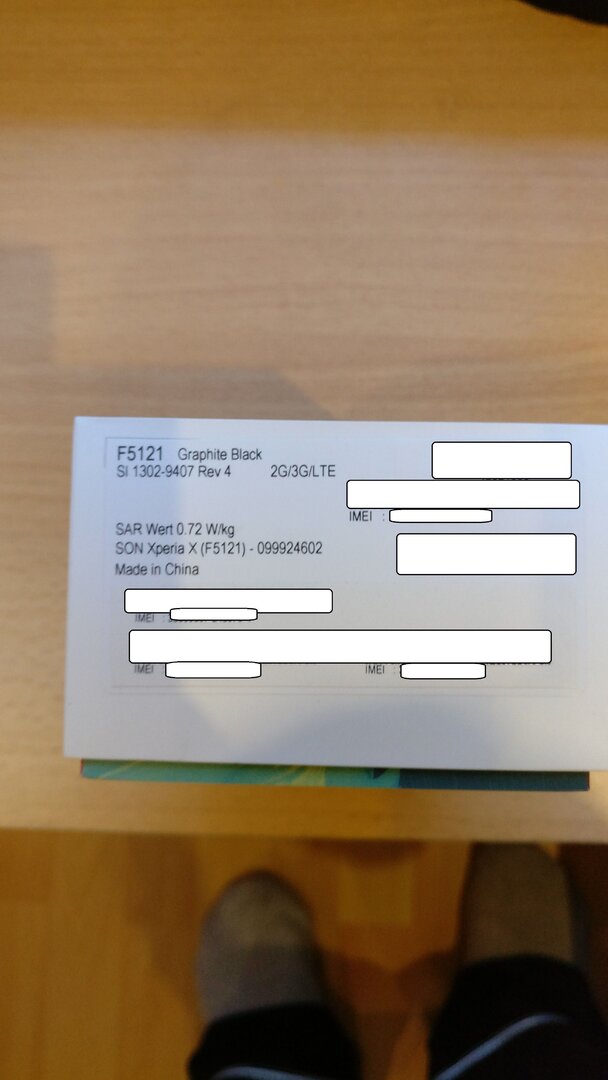 F5121 Graphite Black
SI 1302-9407 Rev 4 2G/3G/LTE
IMEI :
SAR Wert 0.72 W/kg
SON Xperia X (F5121) - 099924602
Made in China
IMEI :
IMEI : IMEI :